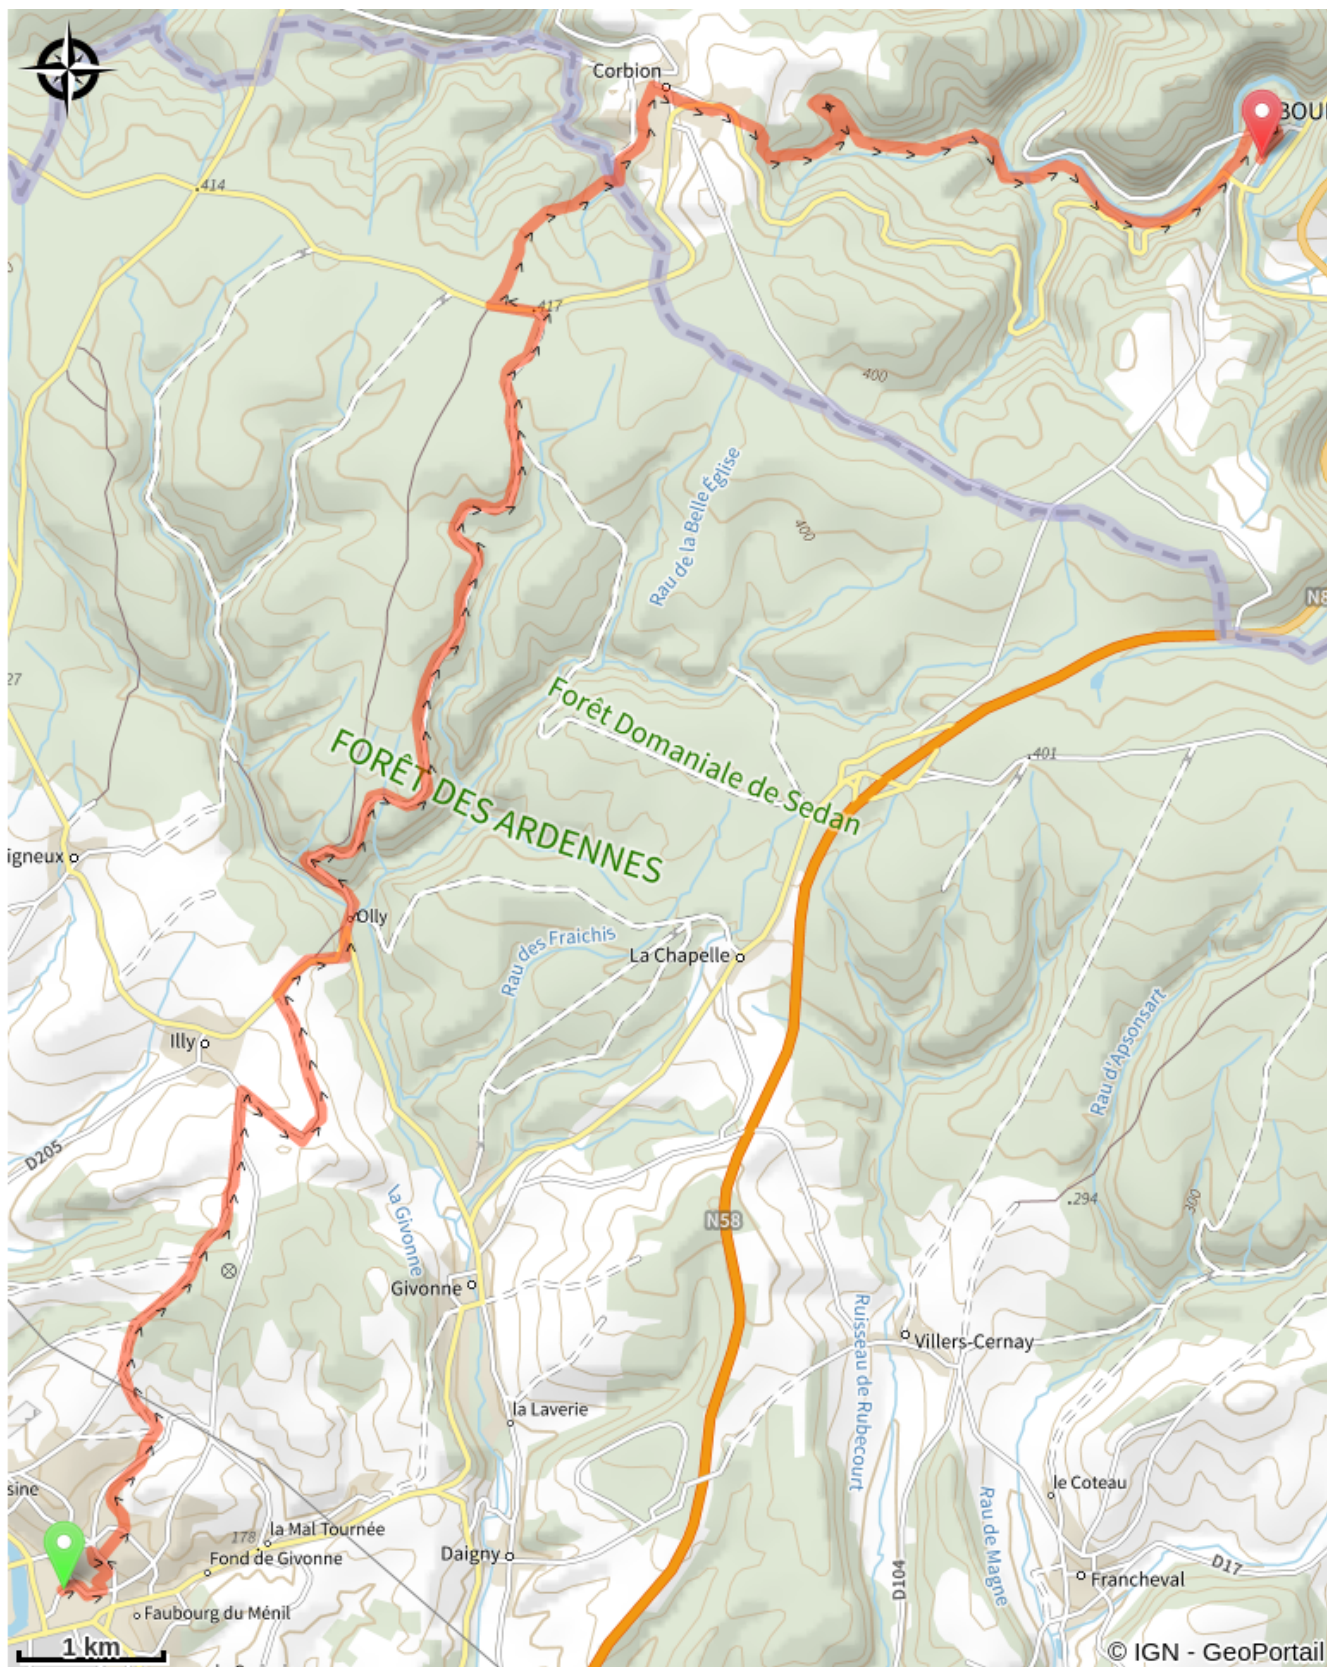 Corbion
BOUI
414
417
400
Rau de la Belle Église
400
N8
27
Forêt Domaniale de Sedan
FORÊT DES ARDENNES
401
igneux
Olly
Rau des Fraichis
La Chapelle
Illy
Rau d'Apsonsart
D205
la Givonne
294
300
N58
Givonne
Ruisseau de Rubecourt
Villers-Cernay
la Laverie
sine
le Coteau
Rau de Magne
178
la Mal Tournée
Fond de Givonne
Daigny
D104
D17
Francheval
Faubourg du Ménil
1 km
© IGN - GeoPortail